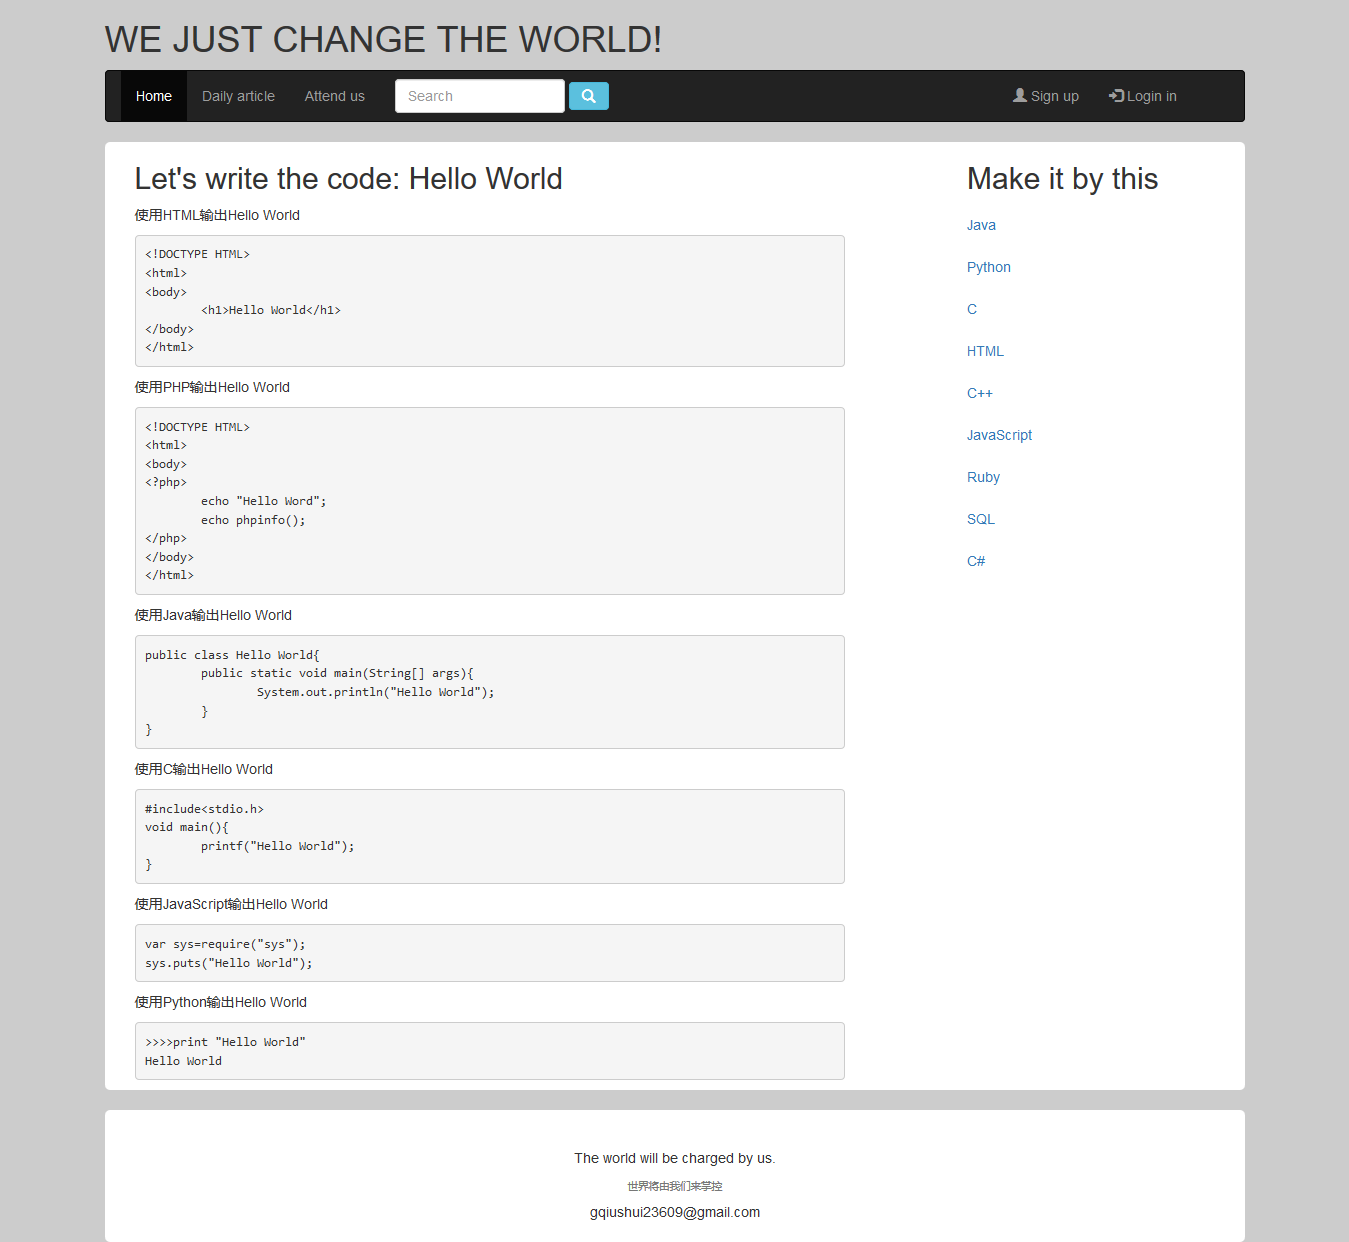 WE JUST CHANGE THE WORLD!
Home Daily article Attend us Search Sign up Login in
Let's write the code: Hello World
使用HTML输出Hello World
<!DOCTYPE HTML>
<html>
<body>
        <h1>Hello World</h1>
</body>
</html>
使用PHP输出Hello World
<!DOCTYPE HTML>
<html>
<body>
<?php>
        echo "Hello Word";
        echo phpinfo();
</php>
</body>
</html>
使用Java输出Hello World
public class Hello World{
        public static void main(String[] args){
                System.out.println("Hello World");
        }
}
使用C输出Hello World
#include<stdio.h>
void main(){
        printf("Hello World");
}
使用JavaScript输出Hello World
var sys=require("sys");
sys.puts("Hello World");
使用Python输出Hello World
>>>>print "Hello World"
Hello World
Make it by this
Java
Python
C
HTML
C++
JavaScript
Ruby
SQL
C#
The world will be charged by us.
世界将由我们来掌控
gqiushui23609@gmail.com